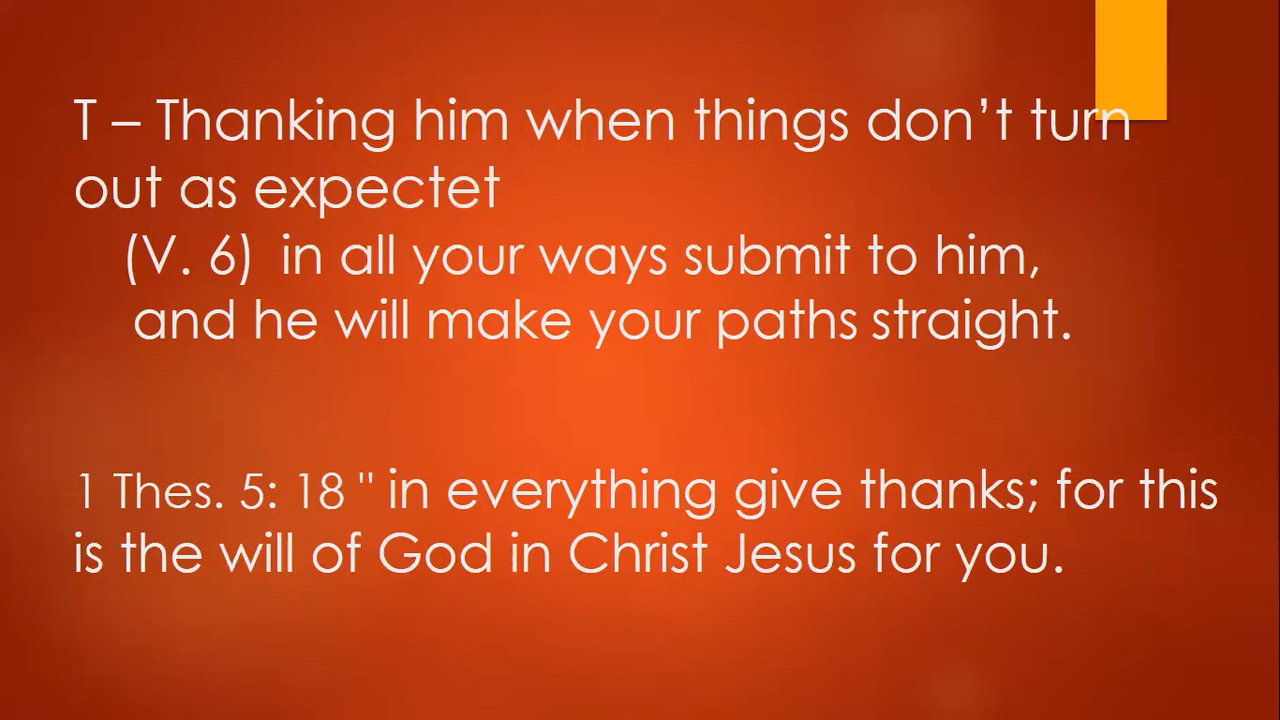 T – Thanking him when things don’t turn
out as expectet
(V. 6) in all your ways submit to him,
and he will make your paths straight.
1 Thes. 5: 18 " in everything give thanks; for this
is the will of God in Christ Jesus for you.